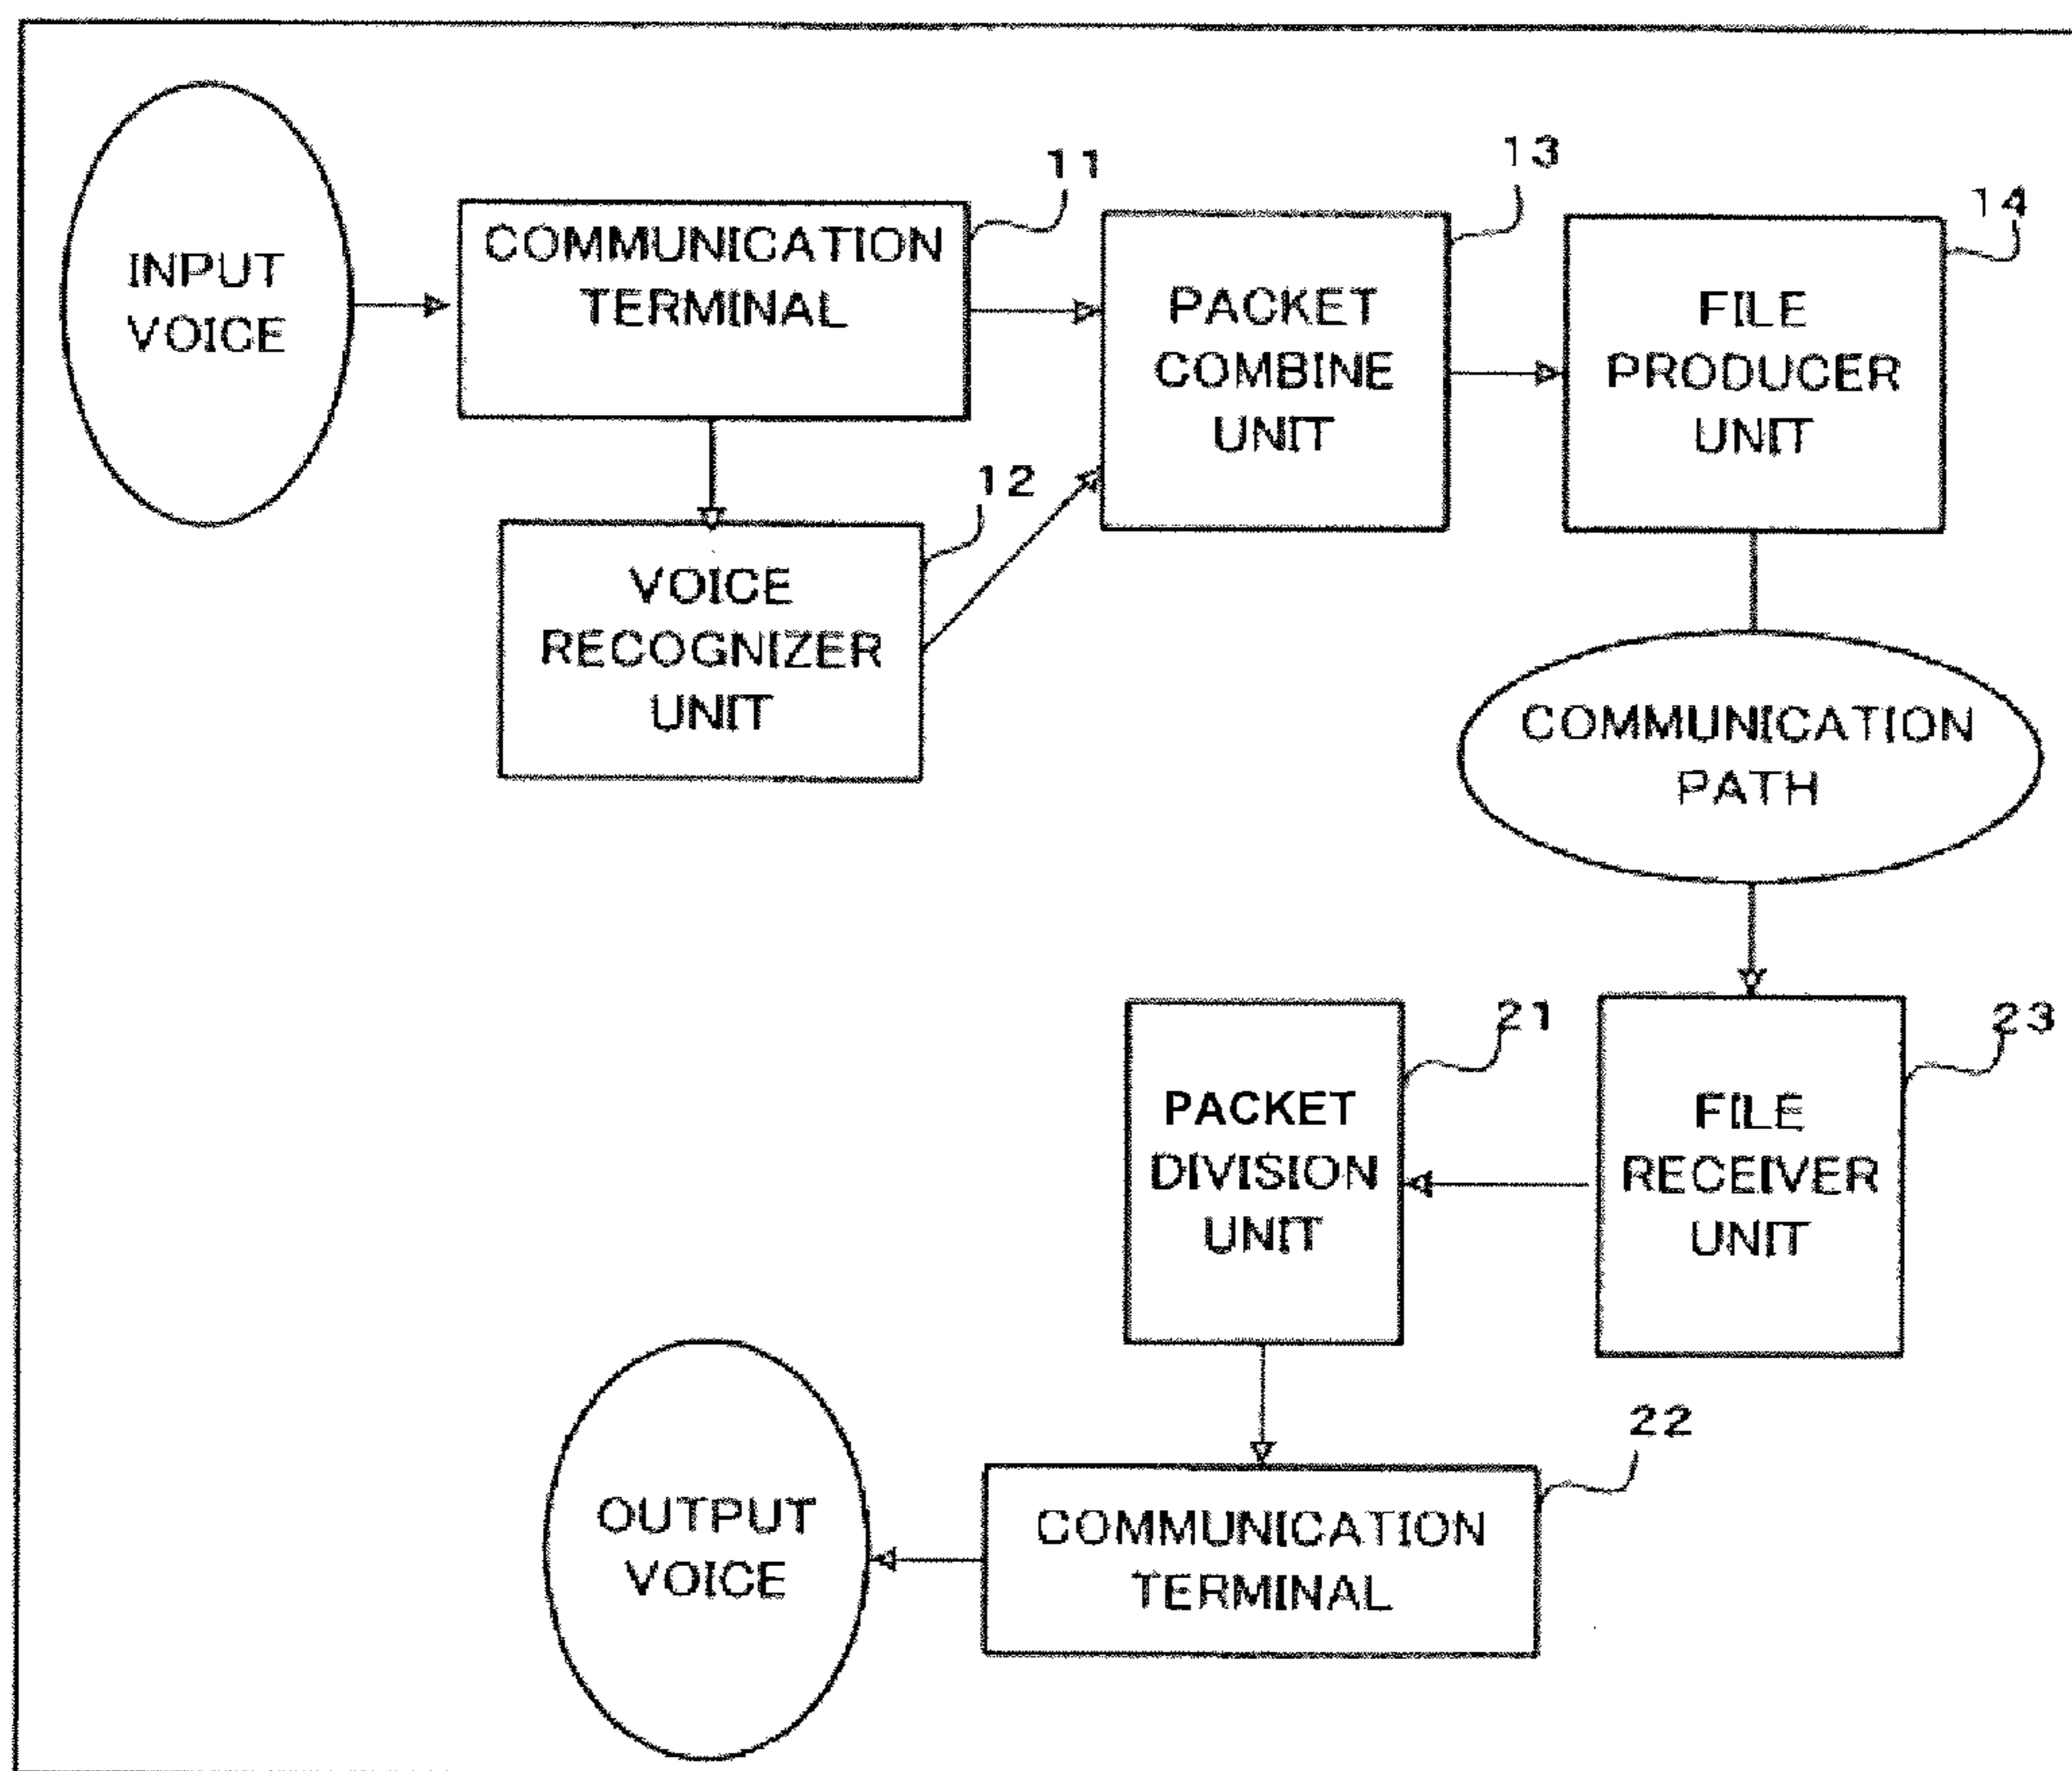 INPUT
VOICE
11
COMMUNICATION
TERMINAL
12
VOICE
RECOGNIZER
UNIT
13
PACKET
COMBINE
UNIT
14
FILE
PRODUCER
UNIT
COMMUNICATION
PATH
23
FILE
RECEIVER
UNIT
21
PACKET
DIVISION
UNIT
22
COMMUNICATION
TERMINAL
OUTPUT
VOICE